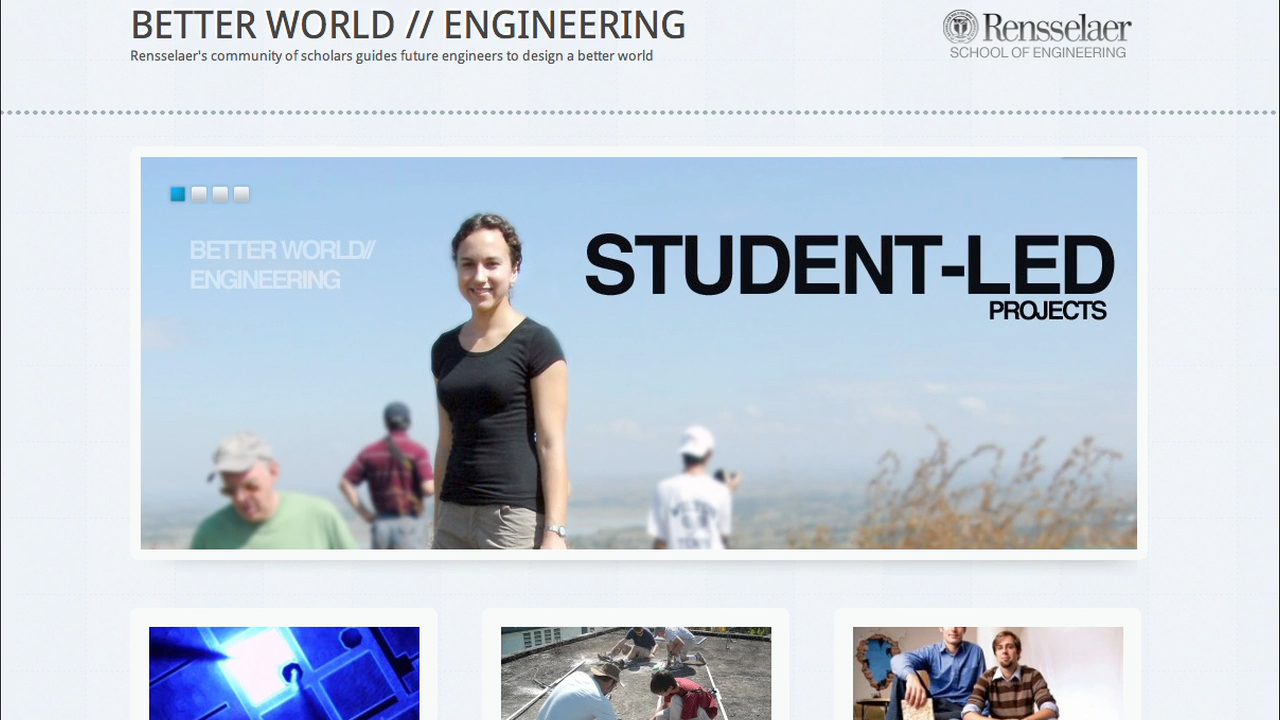 BETTER WORLD // ENGINEERING
Rensselaer's community of scholars guides future engineers to design a better world
Rensselaer
SCHOOL OF ENGINEERING
BETTER WORLD//
ENGINEERING
STUDENT-LED
PROJECTS